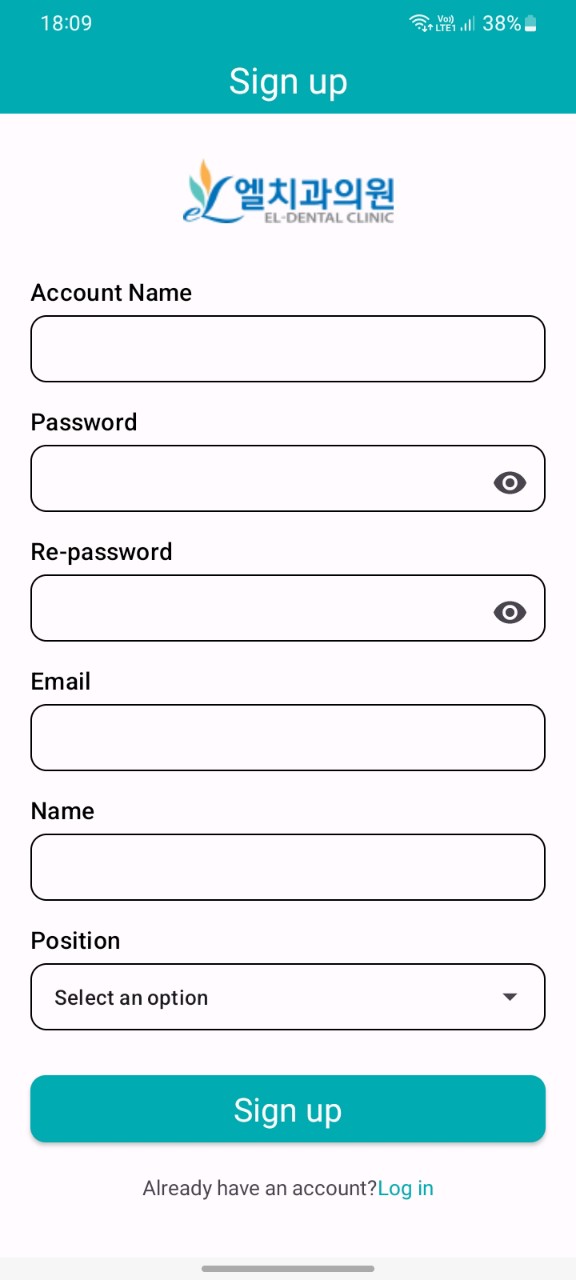 18:09
Vo)) LTE1 38%
Sign up
eL 엘치과의원
EL-DENTAL CLINIC
Account Name
Password
Re-password
Email
Name
Position
Select an option
Sign up
Already have an account?Log in